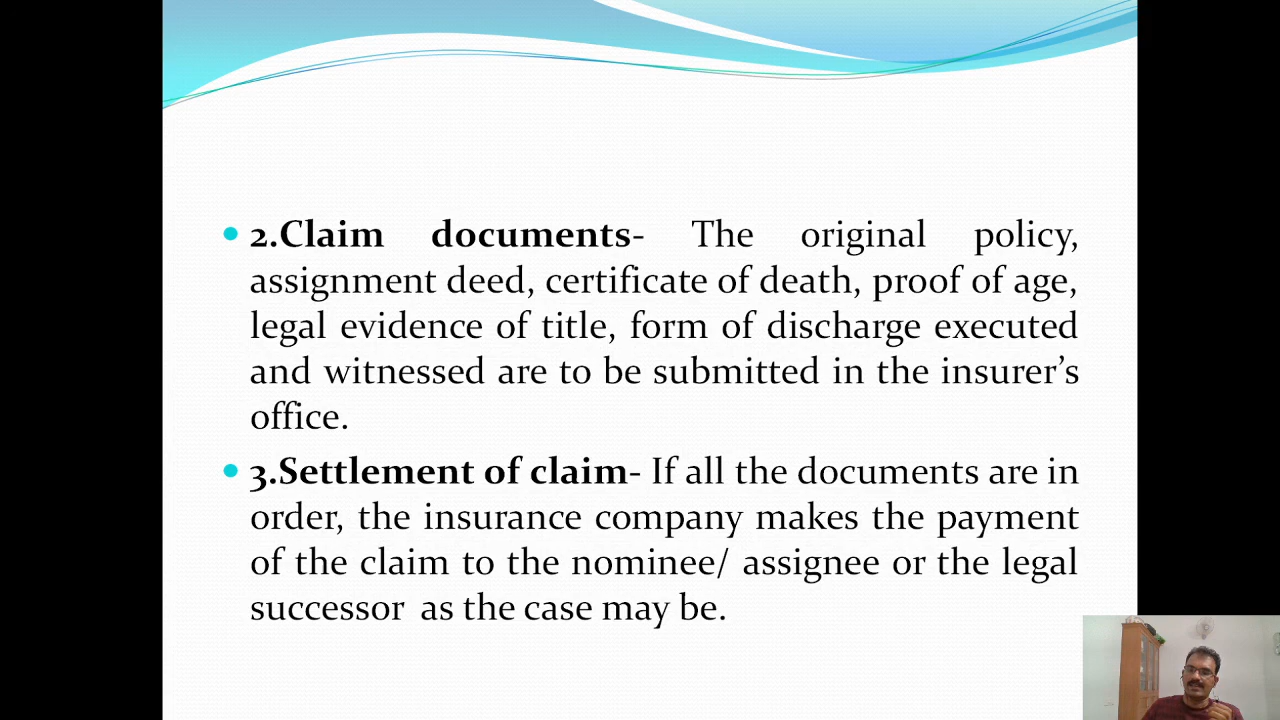 2.Claim documents- The original policy,
assignment deed, certificate of death, proof of age,
legal evidence of title, form of discharge executed
and witnessed are to be submitted in the insurer’s
office.
3.Settlement of claim- If all the documents are in
order, the insurance company makes the payment
of the claim to the nominee/ assignee or the legal
successor as the case may be.